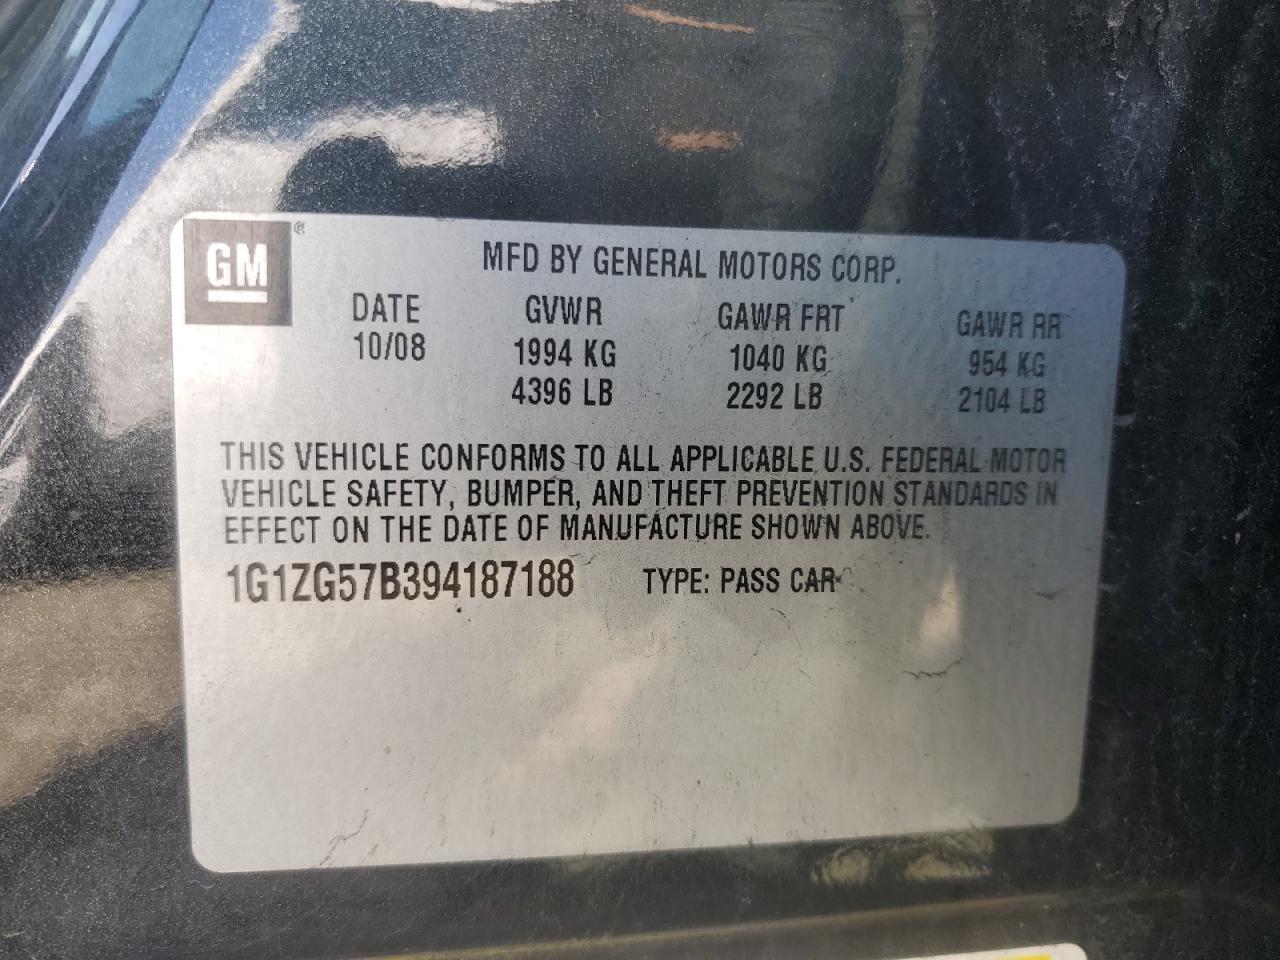 GM®
MFD BY GENERAL MOTORS CORP.
DATE GVWR GAWR FRT GAWR RR
10/08 1994 KG 1040 KG 954 KG
4396 LB 2292 LB 2104 LB
THIS VEHICLE CONFORMS TO ALL APPLICABLE U.S. FEDERAL MOTOR
VEHICLE SAFETY, BUMPER, AND THEFT PREVENTION STANDARDS IN
EFFECT ON THE DATE OF MANUFACTURE SHOWN ABOVE.
1G1ZG57B394187188 TYPE: PASS CAR